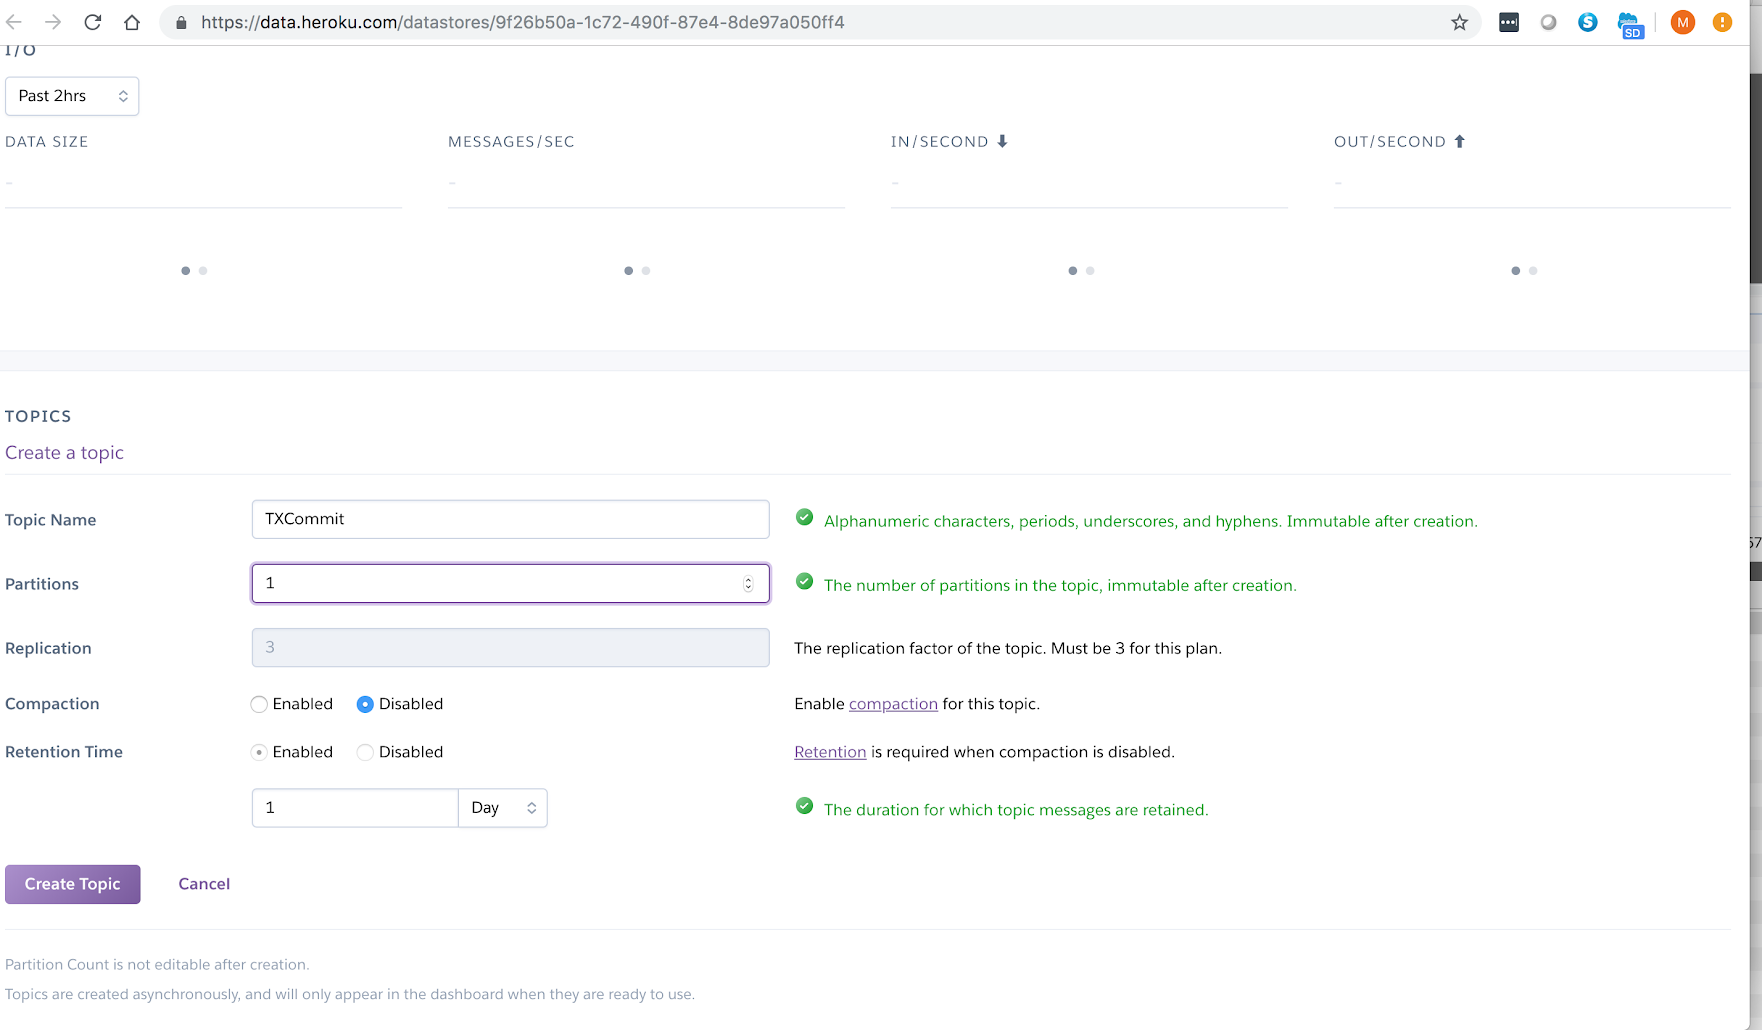 https://data.heroku.com/datastores/9f26b50a-1c72-490f-87e4-8de97a050ff4
S
SD
M
I/O
Past 2hrs
DATA SIZE
MESSAGES/SEC
IN/SECOND
OUT/SECOND
-
-
-
-
TOPICS
Create a topic
Topic Name
TXCommit
Alphanumeric characters, periods, underscores, and hyphens. Immutable after creation.
57
Partitions
1
The number of partitions in the topic, immutable after creation.
Replication
3
The replication factor of the topic. Must be 3 for this plan.
Compaction
Enabled
Disabled
Enable compaction for this topic.
Retention Time
Enabled
Disabled
Retention is required when compaction is disabled.
1
Day
The duration for which topic messages are retained.
Create Topic
Cancel
Partition Count is not editable after creation.
Topics are created asynchronously, and will only appear in the dashboard when they are ready to use.